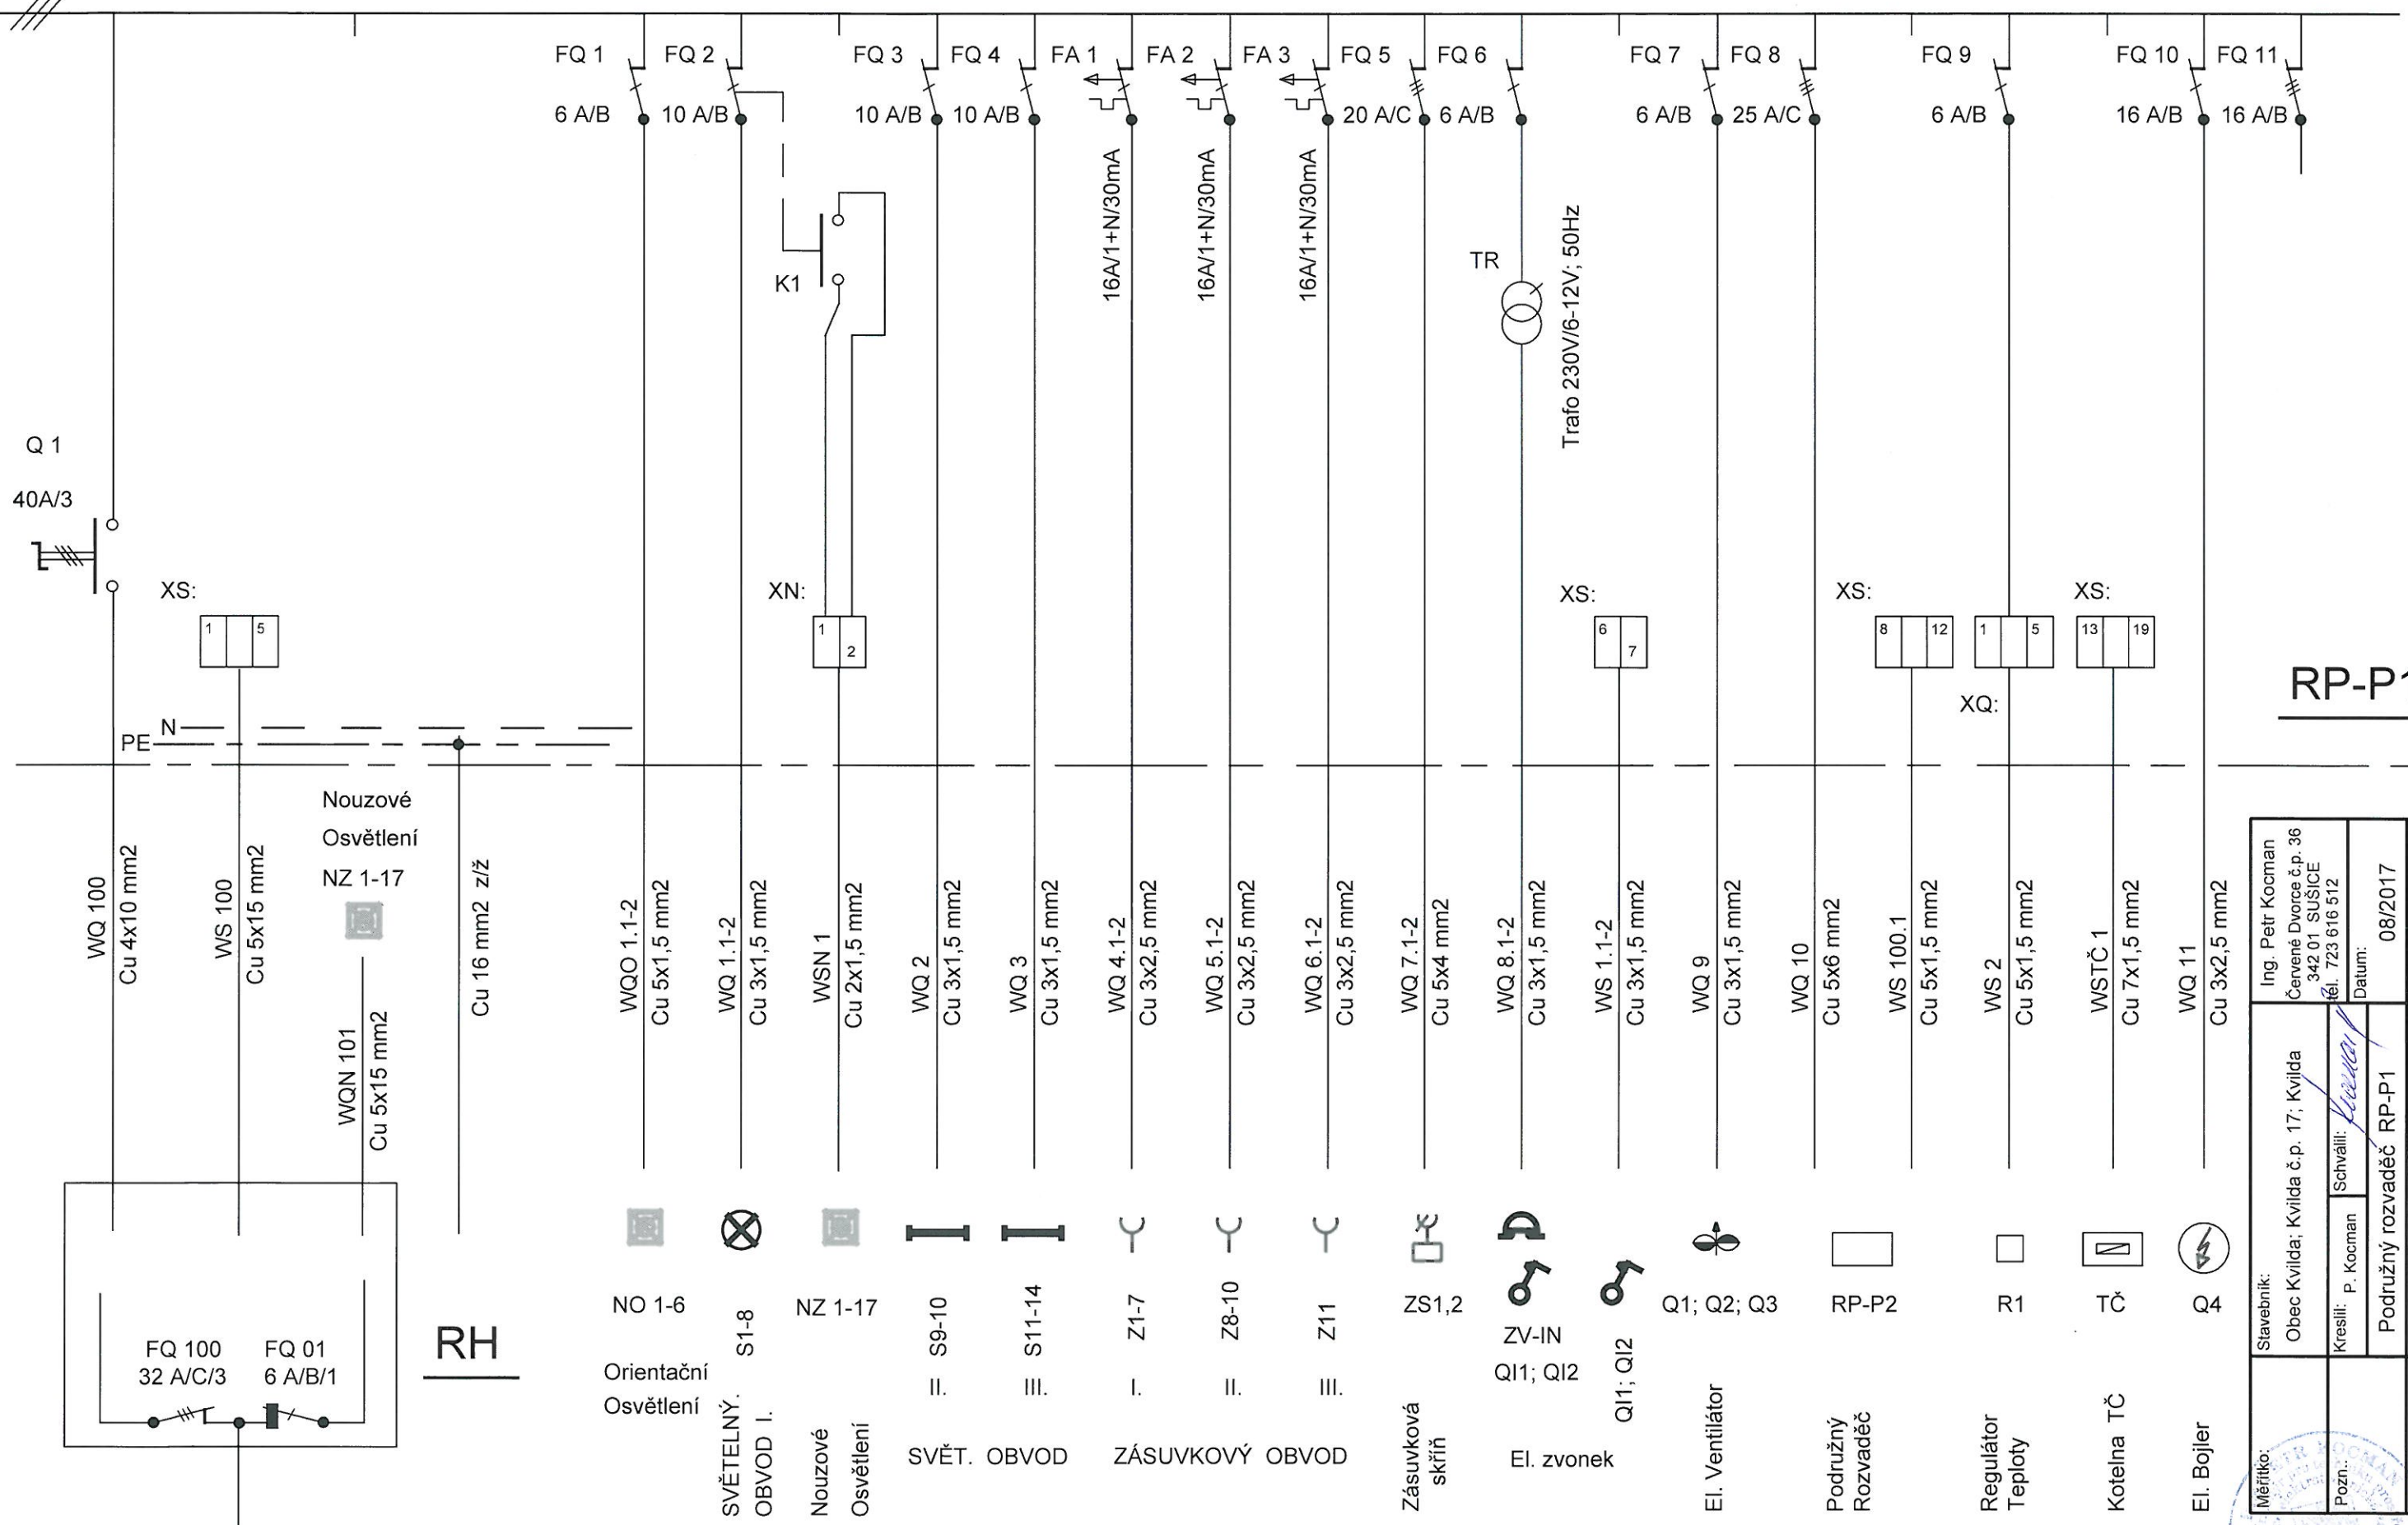 FQ 1
6 A/B
FQ 2
10 A/B
FQ 3
10 A/B
FQ 4
10 A/B
FA 1
16A/1+N/30mA
FA 2
16A/1+N/30mA
FA 3
16A/1+N/30mA
FQ 5
20 A/C
FQ 6
6 A/B
FQ 7
6 A/B
FQ 8
25 A/C
FQ 9
6 A/B
FQ 10
16 A/B
FQ 11
16 A/B
K1
TR
Trafo 230V/6-12V; 50Hz
Q 1
40A/3
XS:
1 5
XN:
1 2
XS:
6 7
XS:
8 12
1 5
XQ:
XS:
13 19
RP-P1
N
PE
WQ 100
Cu 4x10 mm2
WS 100
Cu 5x15 mm2
Nouzové
Osvětlení
NZ 1-17
WQN 101
Cu 5x15 mm2
Cu 16 mm2 z/ž
WQO 1.1-2
Cu 5x1,5 mm2
WQ 1.1-2
Cu 3x1,5 mm2
WSN 1
Cu 2x1,5 mm2
WQ 2
Cu 3x1,5 mm2
WQ 3
Cu 3x1,5 mm2
WQ 4.1-2
Cu 3x2,5 mm2
WQ 5.1-2
Cu 3x2,5 mm2
WQ 6.1-2
Cu 3x2,5 mm2
WQ 7.1-2
Cu 5x4 mm2
WQ 8.1-2
Cu 3x1,5 mm2
WS 1.1-2
Cu 3x1,5 mm2
WQ 9
Cu 3x1,5 mm2
WQ 10
Cu 5x6 mm2
WS 100.1
Cu 5x1,5 mm2
WS 2
Cu 5x1,5 mm2
WSTČ 1
Cu 7x1,5 mm2
WQ 11
Cu 3x2,5 mm2
FQ 100
32 A/C/3
FQ 01
6 A/B/1
RH
NO 1-6
Orientační
Osvětlení
S1-8
SVĚTELNÝ.
OBVOD I.
NZ 1-17
Nouzové
Osvětlení
S9-10
II.
S11-14
III.
SVĚT. OBVOD
Z1-7
I.
Z8-10
II.
Z11
III.
ZÁSUVKOVÝ OBVOD
ZS1,2
Zásuvková
skříň
ZV-IN
QI1; QI2
QI1; QI2
El. zvonek
Q1; Q2; Q3
El. Ventilátor
RP-P2
Podružný
Rozvaděč
R1
Regulátor
Teploty
TČ
Kotelna TČ
Q4
El. Bojler
Ing. Petr Kocman
Červené Dvorce č.p. 36
342 01 SUŠICE
tel. 723 616 512
Datum:
08/2017
Stavebník:
Obec Kvilda; Kvilda č.p. 17; Kvilda
Kreslil: P. Kocman
Schválil:
Podružný rozvaděč RP-P1
Měřítko:
Pozn.: